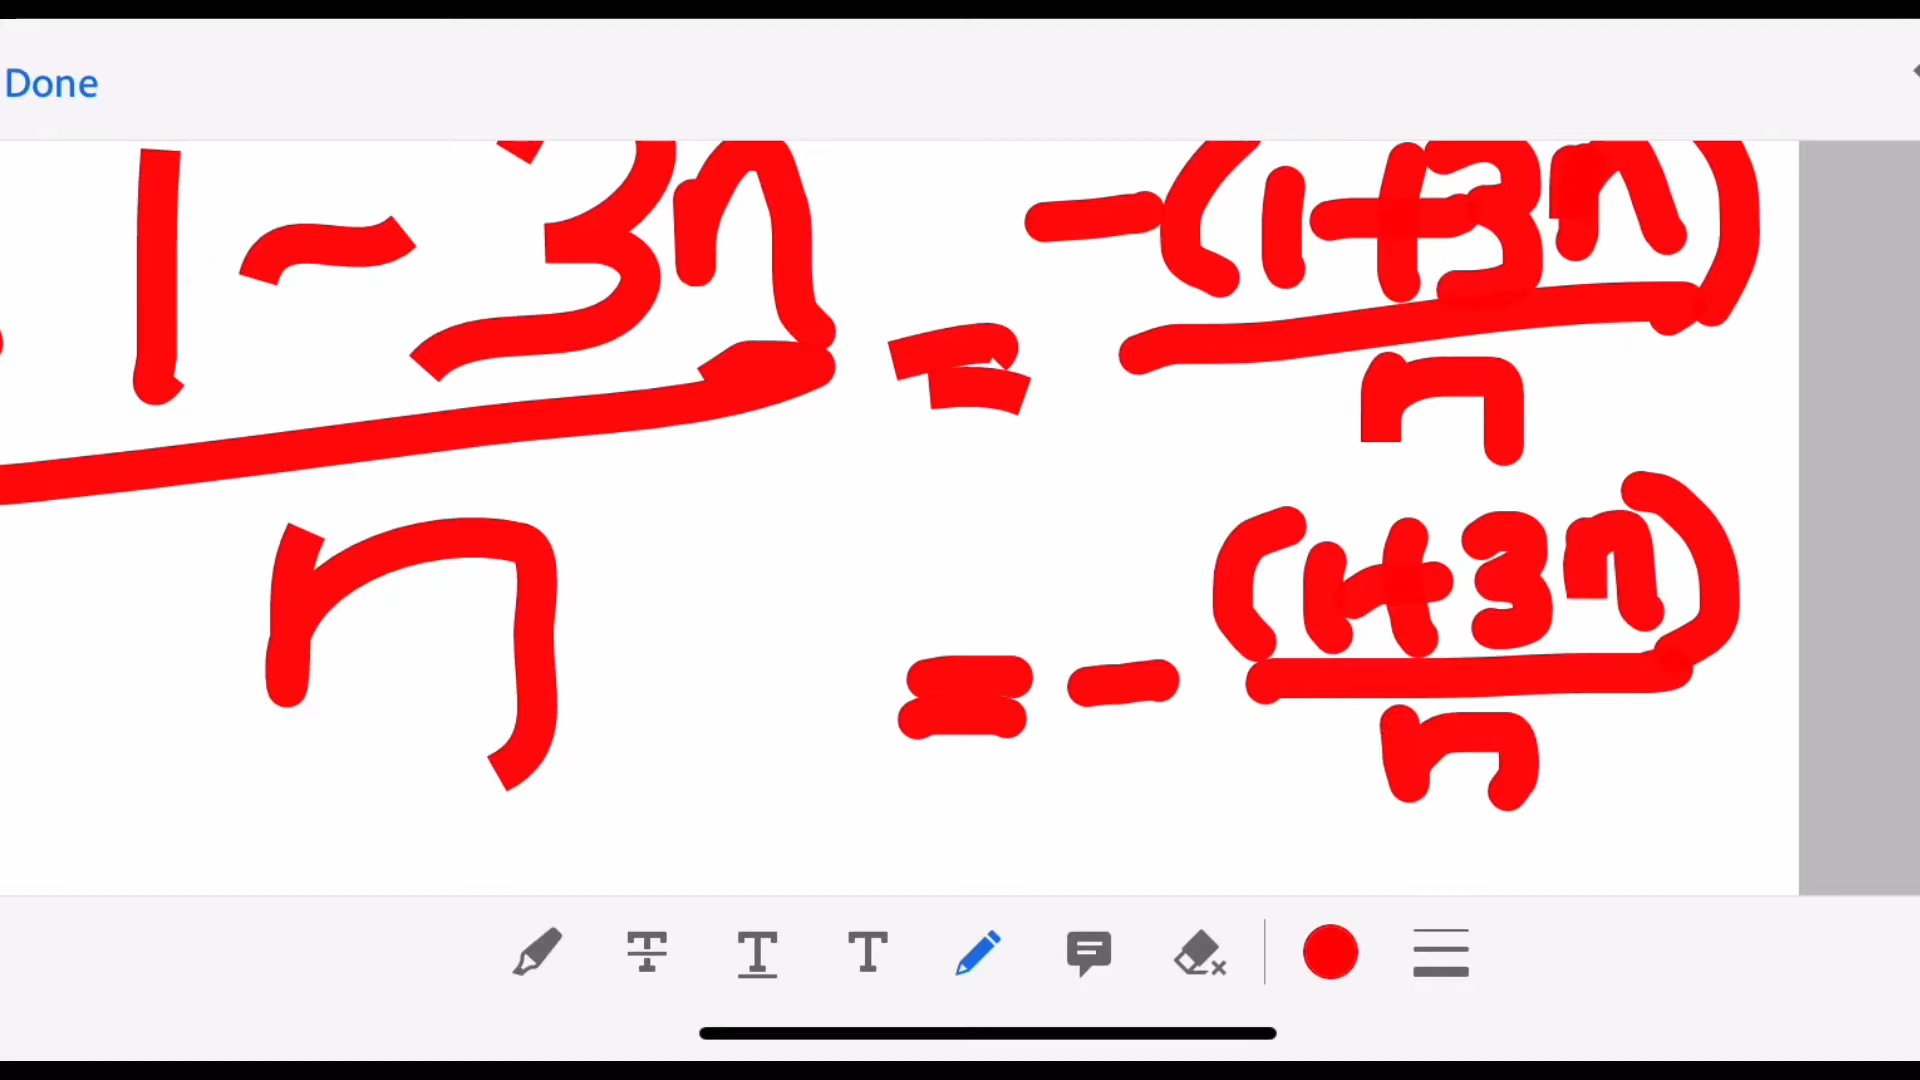 Done
1 - 3n = -(1+3n)
n n
= - (1+3n)
n